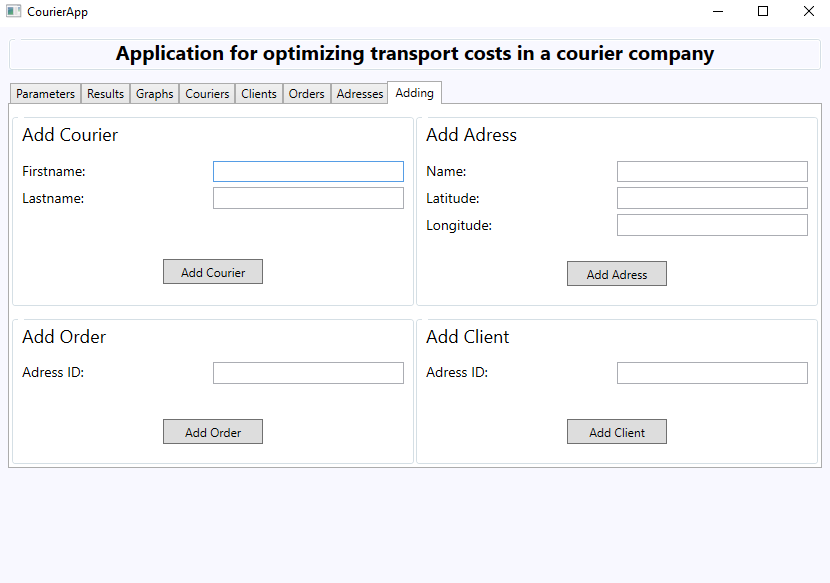 CourierApp
Application for optimizing transport costs in a courier company
Parameters Results Graphs Couriers Clients Orders Adresses Adding
Add Courier
Firstname:
Lastname:
Add Courier
Add Adress
Name:
Latitude:
Longitude:
Add Adress
Add Order
Adress ID:
Add Order
Add Client
Adress ID:
Add Client